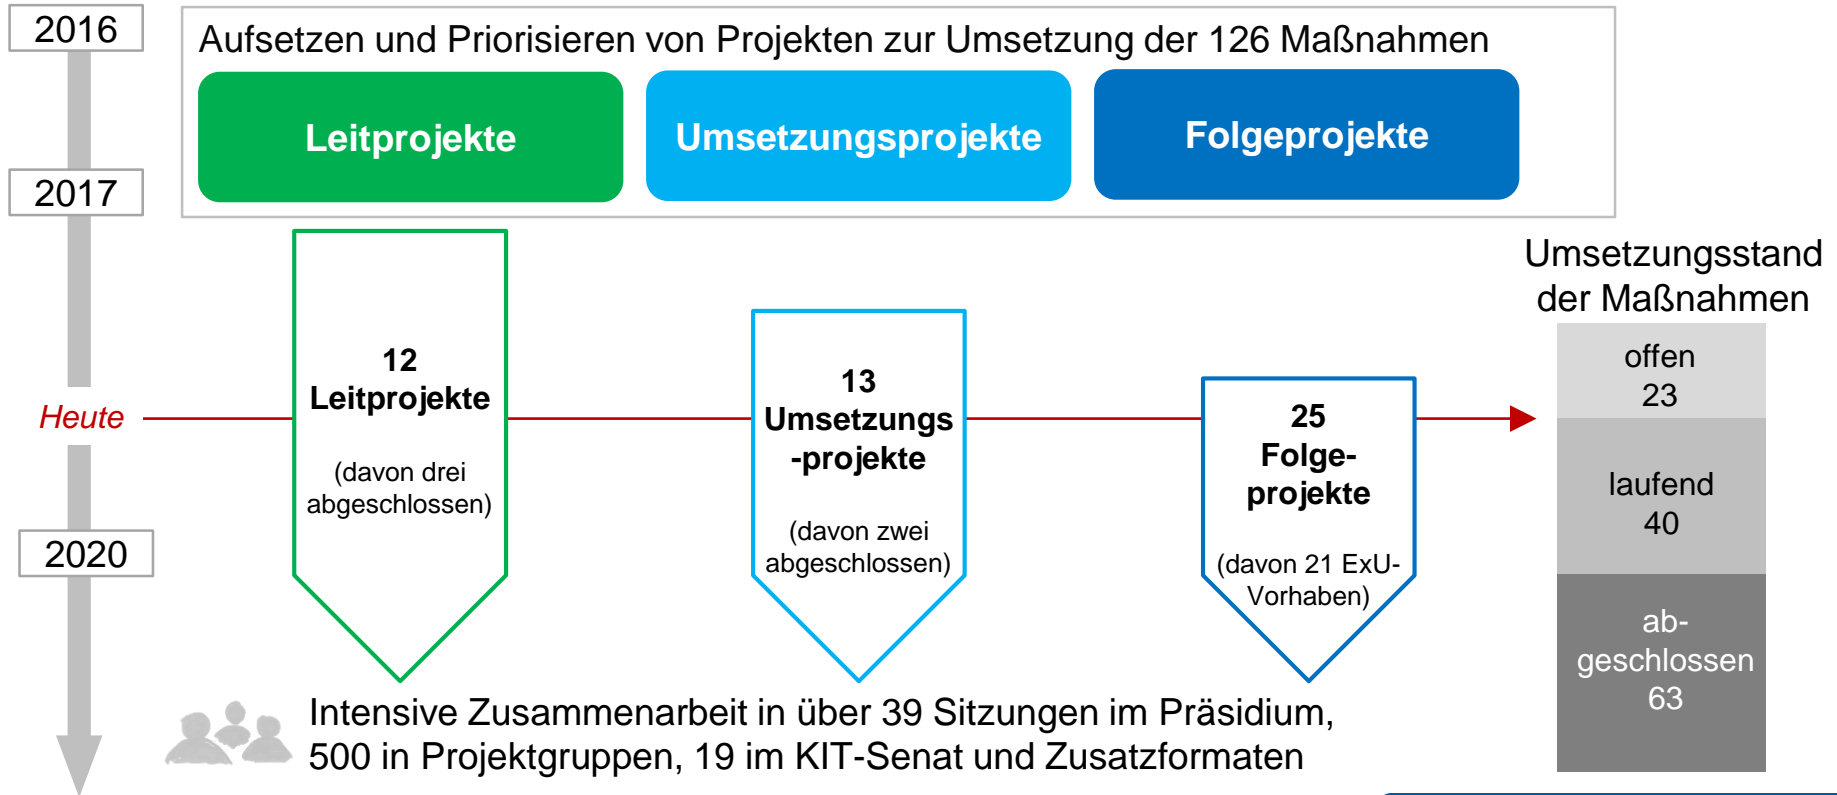 2016
Aufsetzen und Priorisieren von Projekten zur Umsetzung der 126 Maßnahmen
Leitprojekte
Umsetzungsprojekte
Folgeprojekte
2017
Umsetzungsstand
der Maßnahmen
12
Leitprojekte
(davon drei
abgeschlossen)
13
Umsetzungs
-projekte
(davon zwei
abgeschlossen)
25
Folge-
projekte
(davon 21 ExU-
Vorhaben)
Heute
offen
23
laufend
40
ab-
geschlossen
63
2020
Intensive Zusammenarbeit in über 39 Sitzungen im Präsidium,
500 in Projektgruppen, 19 im KIT-Senat und Zusatzformaten